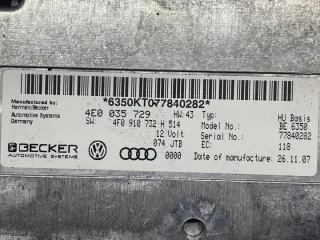 *6350KTO77840282*
Manufactured by:
Harman/Becker
Automotive Systems
Germany
4E0 035 729 HW:43 Typ: HU Basis
SW: 4F0 910 732 H 514 Model No: BE 6350
12 Volt Serial No: 77840282
074 JTB EC: 118
BECKER
AUTOMOTIVE SYSTEMS
0000 Date of manufacture: 26.11.07